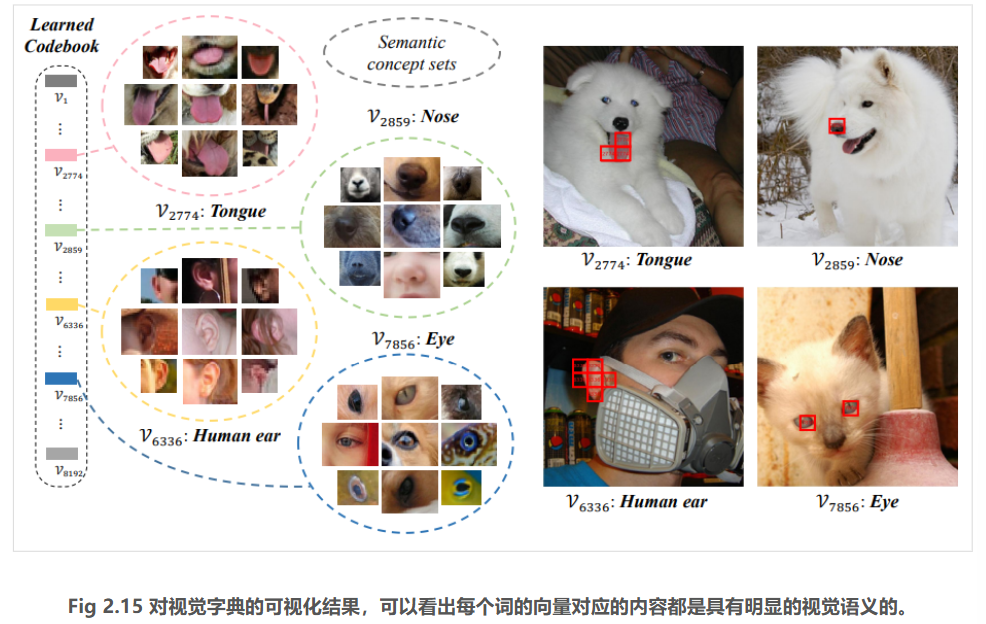 Learned
Codebook
𝒱1
⋮
𝒱2774
⋮
𝒱2859
⋮
𝒱6336
⋮
𝒱7856
⋮
𝒱8192
𝒱2774: Tongue
𝒱6336: Human ear
Semantic
concept sets
𝒱2859: Nose
𝒱7856: Eye
𝒱2774: Tongue
𝒱2859: Nose
𝒱6336: Human ear
𝒱7856: Eye
Fig 2.15 对视觉字典的可视化结果，可以看出每个词的向量对应的内容都是具有明显的视觉语义的。